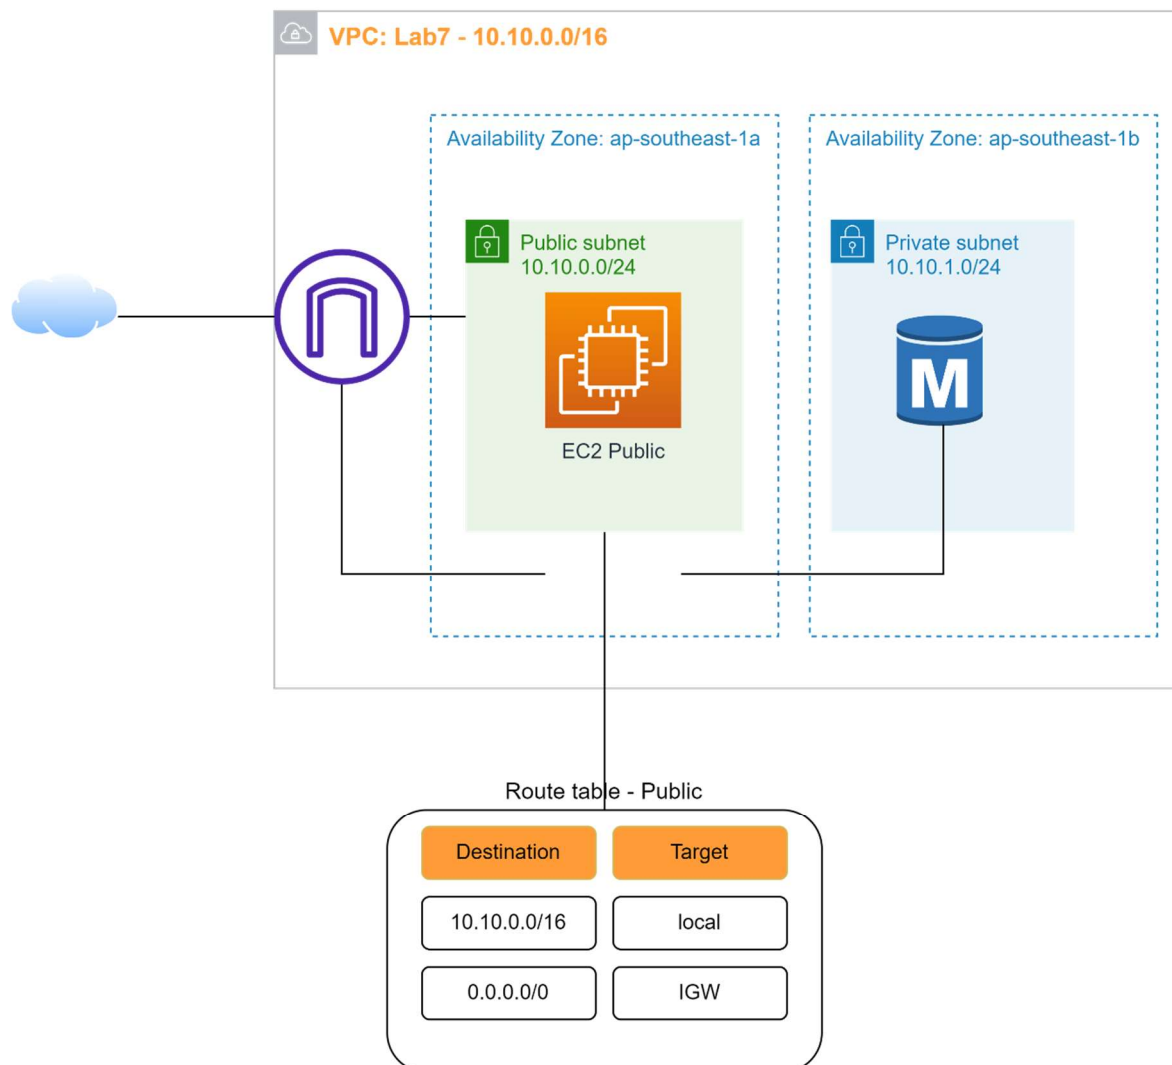 VPC: Lab7 - 10.10.0.0/16
Availability Zone: ap-southeast-1a
Availability Zone: ap-southeast-1b
Public subnet
10.10.0.0/24
Private subnet
10.10.1.0/24
M
EC2 Public
Route table - Public
Destination
Target
10.10.0.0/16
local
0.0.0.0/0
IGW